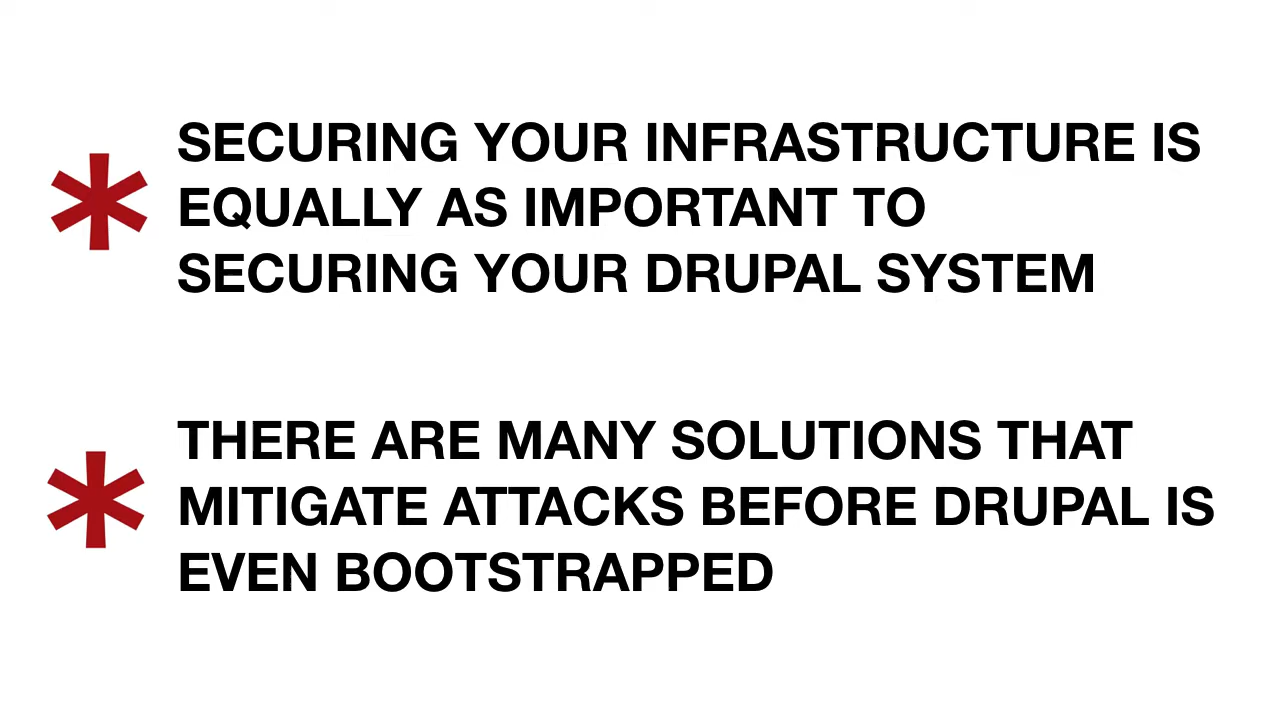 * SECURING YOUR INFRASTRUCTURE IS
EQUALLY AS IMPORTANT TO
SECURING YOUR DRUPAL SYSTEM
* THERE ARE MANY SOLUTIONS THAT
MITIGATE ATTACKS BEFORE DRUPAL IS
EVEN BOOTSTRAPPED